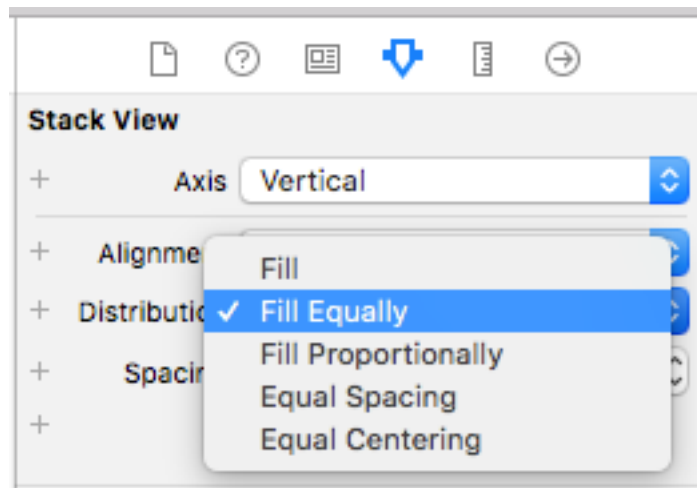 Stack View
Axis Vertical
Alignme
Fill
Distributio ✓ Fill Equally
Fill Proportionally
Spacin
Equal Spacing
Equal Centering